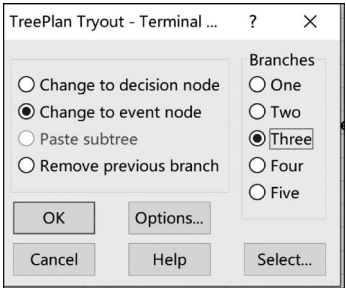 TreePlan Tryout - Terminal ... ? ×
Branches
Change to decision node
Change to event node
Paste subtree
Remove previous branch
One
Two
Three
Four
Five
OK
Options...
Cancel
Help
Select...